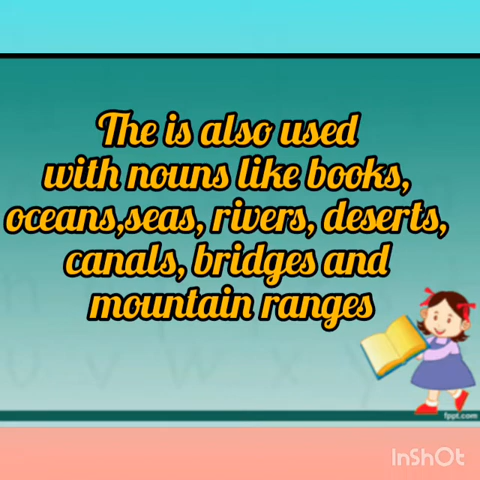 The is also used
with nouns like books,
oceans,seas, rivers, deserts,
canals, bridges and
mountain ranges
fppt.com
InShOt